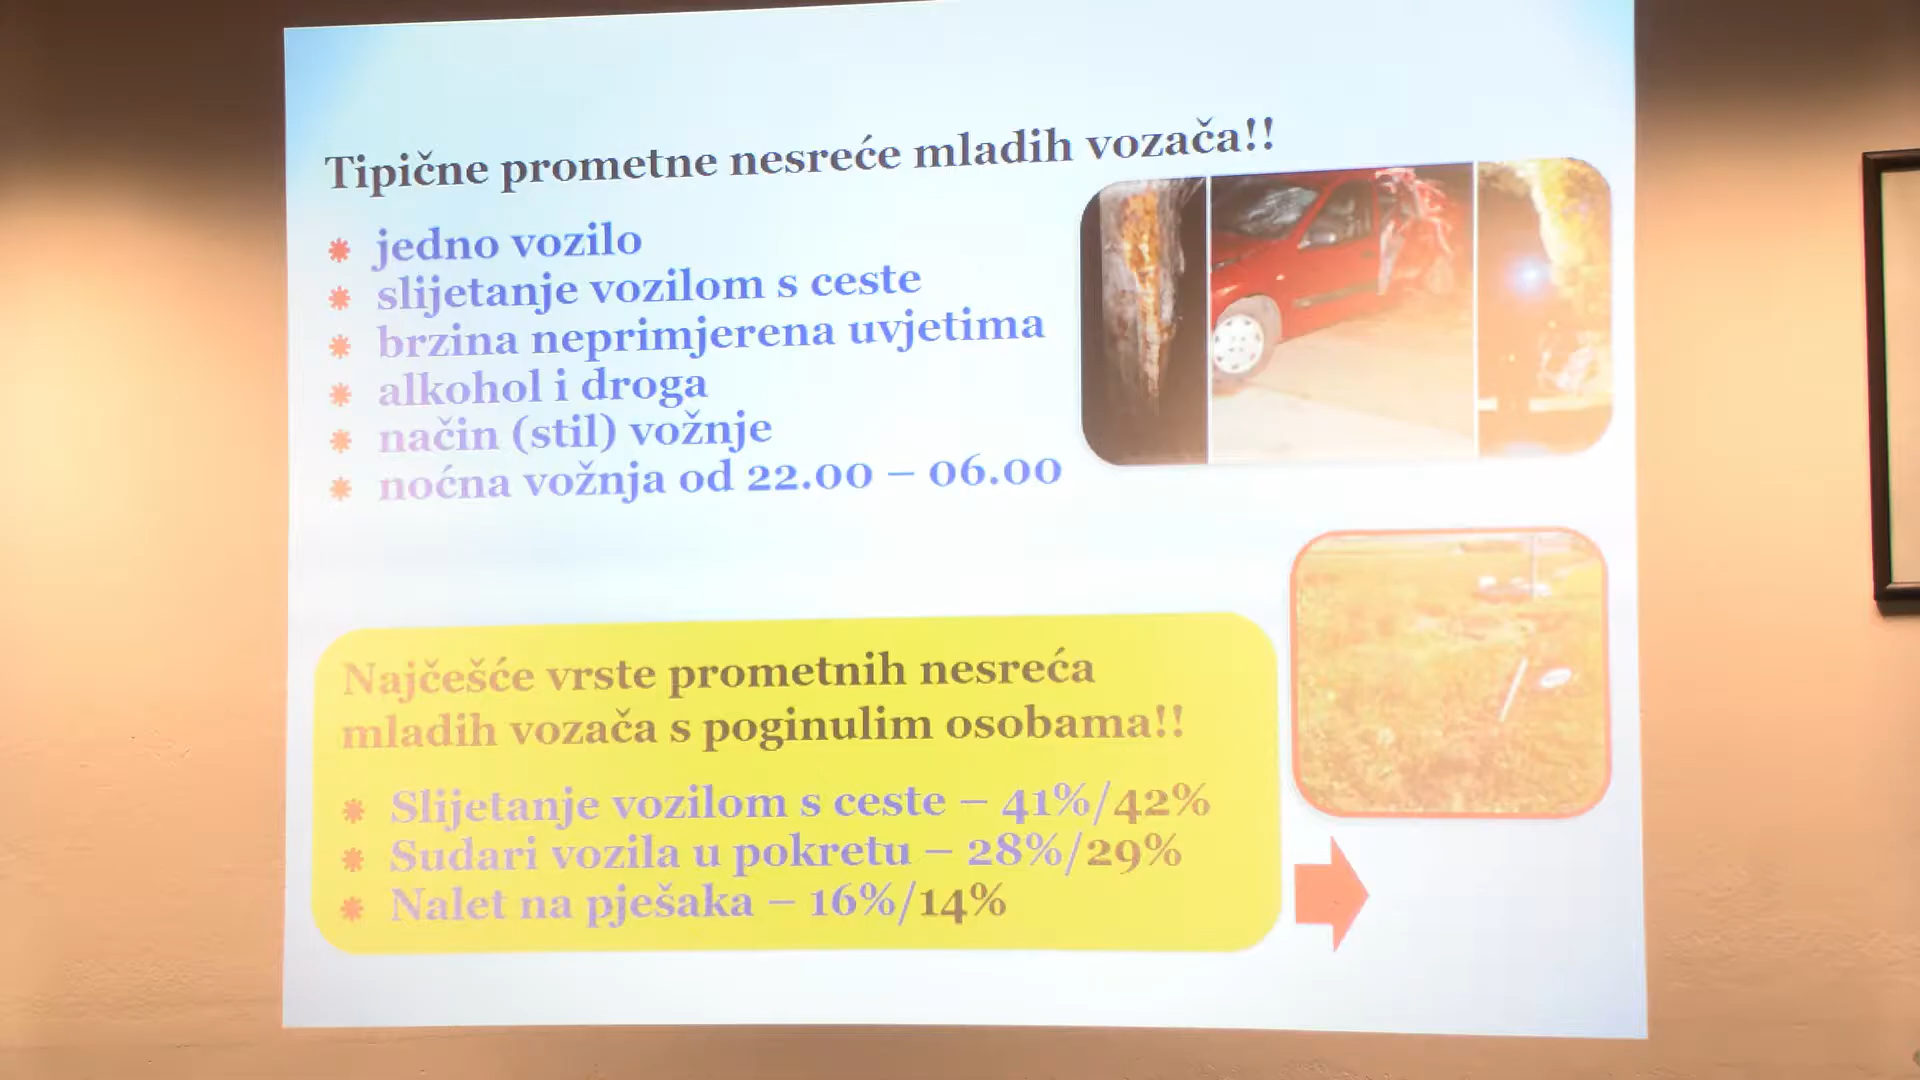 Tipične prometne nesreće mladih vozača!!
jedno vozilo
slijetanje vozilom s ceste
brzina neprimjerena uvjetima
alkohol i droga
način (stil) vožnje
noćna vožnja od 22.00 – 06.00
Najčešće vrste prometnih nesreća
mladih vozača s poginulim osobama!!
Slijetanje vozilom s ceste – 41%/42%
Sudari vozila u pokretu – 28%/29%
Nalet na pješaka – 16%/14%